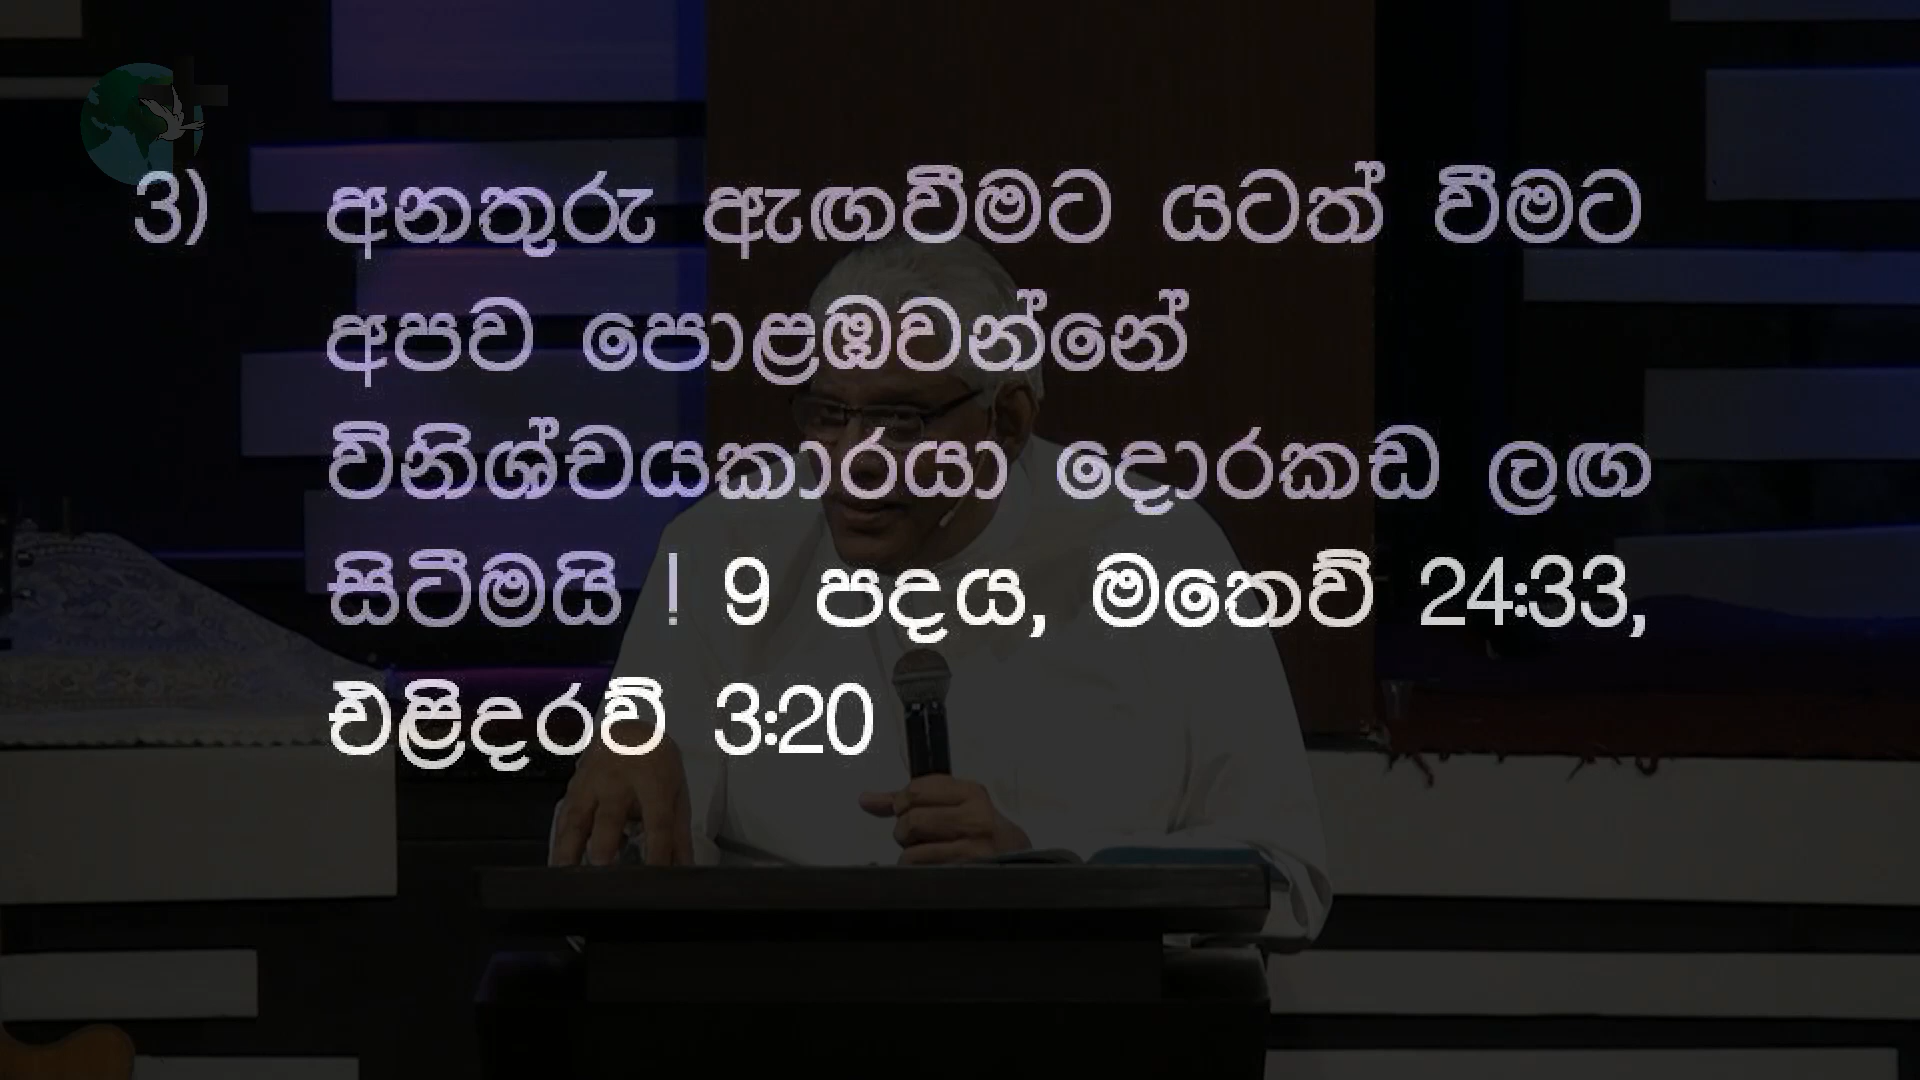 3) අනතුරු ඇඟවීමට යටත් වීමට
අපව පොළඹවන්නේ
විනිශ්චයකාරයා දොරකඩ ලඟ
සිටීමයි ! 9 පදය, මතෙව් 24:33,
එළිදරව් 3:20